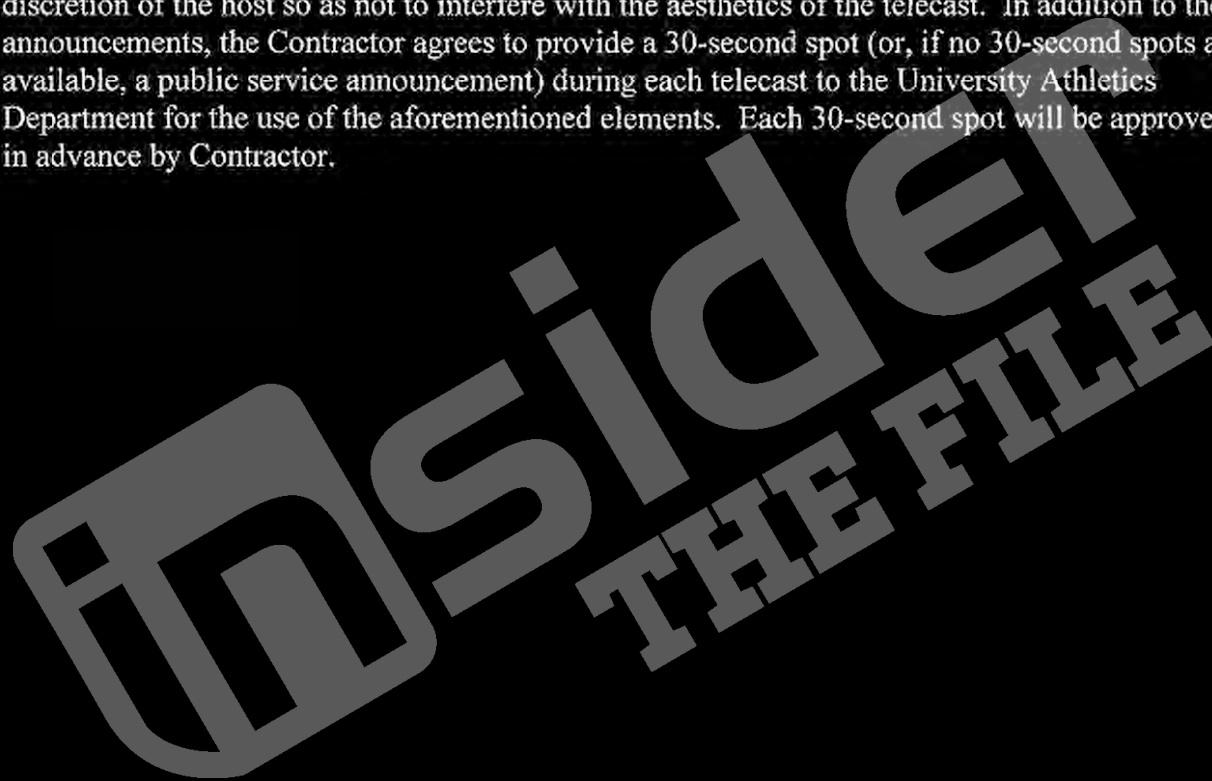 discretion of the host so as not to interfere with the aesthetics of the telecast.  In addition to the
announcements, the Contractor agrees to provide a 30-second spot (or, if no 30-second spots a
available, a public service announcement) during each telecast to the University Athletics
Department for the use of the aforementioned elements.  Each 30-second spot will be approve
in advance by Contractor.
insider
THE FILE